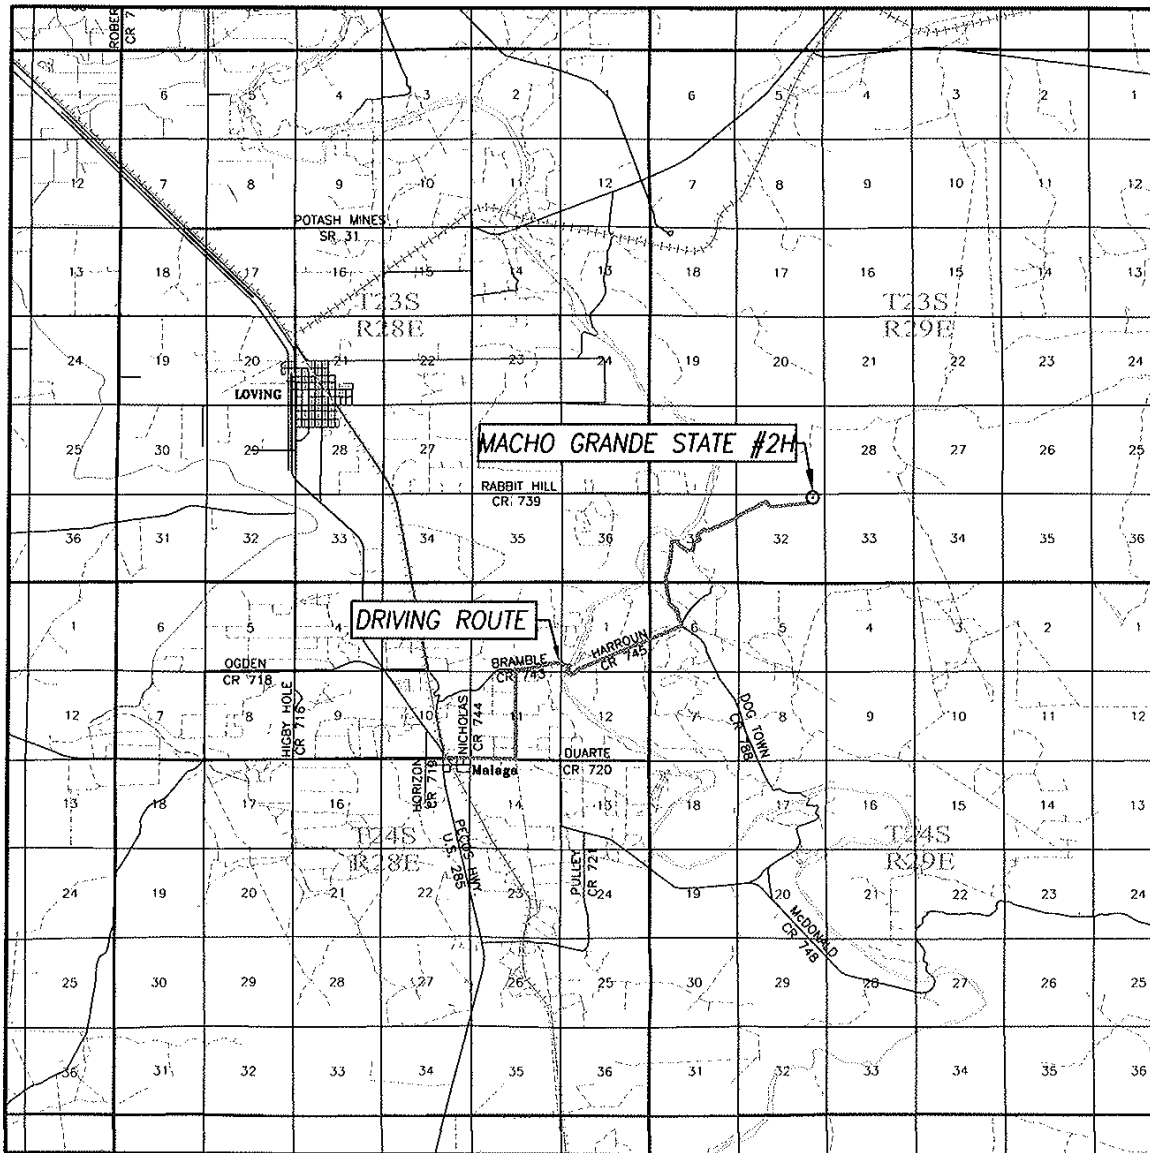 ROBER
CR 7
1 6 5 4 3 2 1 6 5 4 3 2 1
12 7 8 9 10 11 12 7 8 9 10 11 12
POTASH MINES
SR 31
13 18 17 16 15 14 13 18 17 16 15 14 13
T23S
R28E
T23S
R29E
24 19 20 21 22 23 24 19 20 21 22 23 24
LOVING
MACHO GRANDE STATE #2H
25 30 29 28 27 28 27 26 25
RABBIT HILL
CR 739
36 31 32 33 34 35 36 31 32 33 34 35 36
DRIVING ROUTE
1 6 5 4 1 6 5 4 3 2 1
HARROUN
CR 745
BRAMBLE
CR 743
OGDEN
CR 718
HIGBY HOLE
CR 716
NICHOLAS
CR 744
DOG TOWN
CR 788
12 7 8 9 10 11 12 7 8 9 10 11 12
HORIZON
CR 719
Malaga
DUARTE
CR 720
13 18 17 16 14 13 18 17 16 15 14 13
T24S
R28E
T24S
R29E
PECOS HWY
U.S. 285
PULLEY
CR 721
24 19 20 21 22 23 24 19 20 21 22 23 24
McDONALD
CR 748
25 30 29 28 27 26 25 30 29 28 27 26 25
36 31 32 33 34 35 36 31 32 33 34 35 36